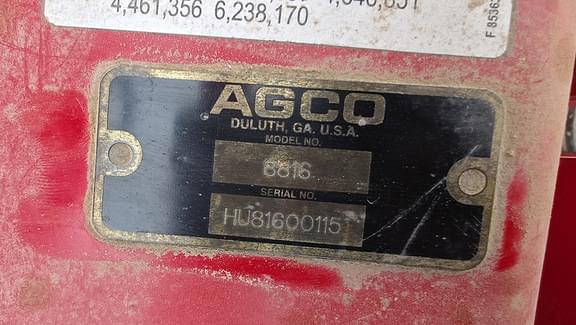 4,461,356 6,238,170
AGCO
DULUTH, GA. U.S.A.
MODEL NO.
6816
SERIAL NO.
HU81600115